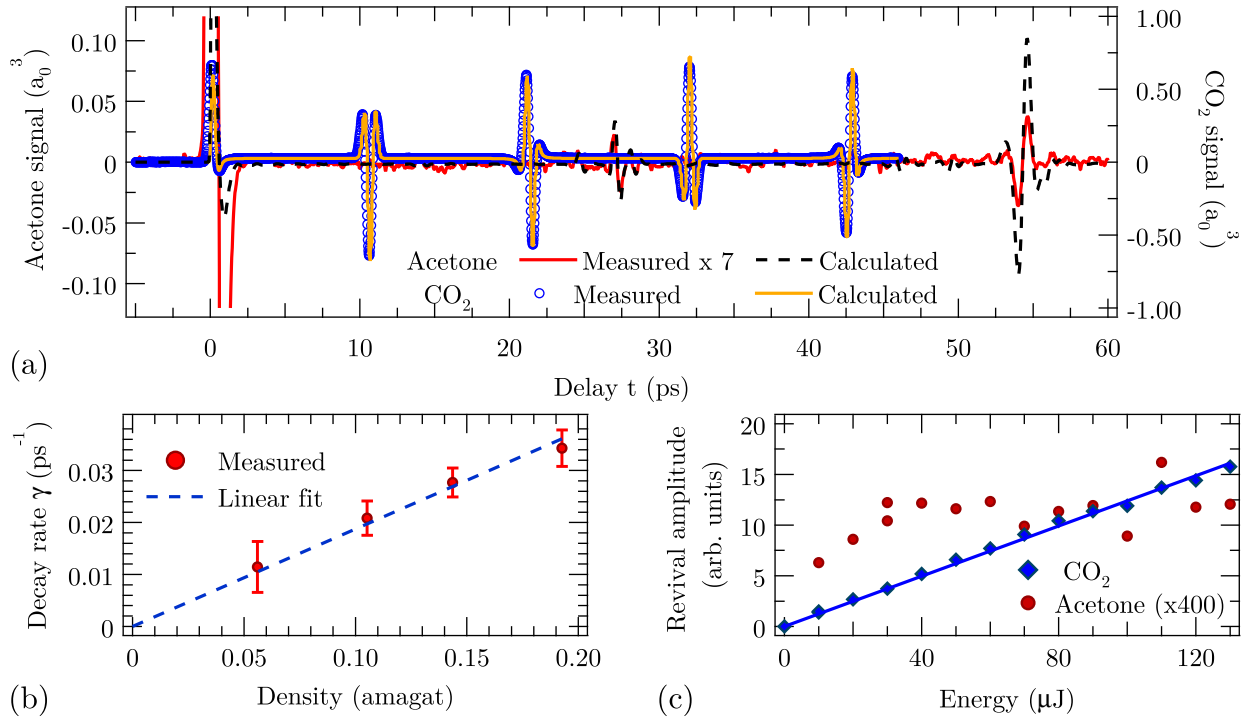 0.10
0.05
0
-0.05
-0.10
Acetone signal (a₀³)
1.00
0.50
0
-0.50
-1.00
CO₂ signal (a₀³)
Acetone Measured x 7 Calculated
CO₂ Measured Calculated
0 10 20 30 40 50 60
(a)
Delay t (ps)
0.03
0.02
0.01
0
Decay rate γ (ps⁻¹)
Measured
Linear fit
0 0.05 0.10 0.15 0.20
(b)
Density (amagat)
20
15
10
5
0
Revival amplitude
(arb. units)
CO₂
Acetone (x400)
0 40 80 120
(c)
Energy (μJ)